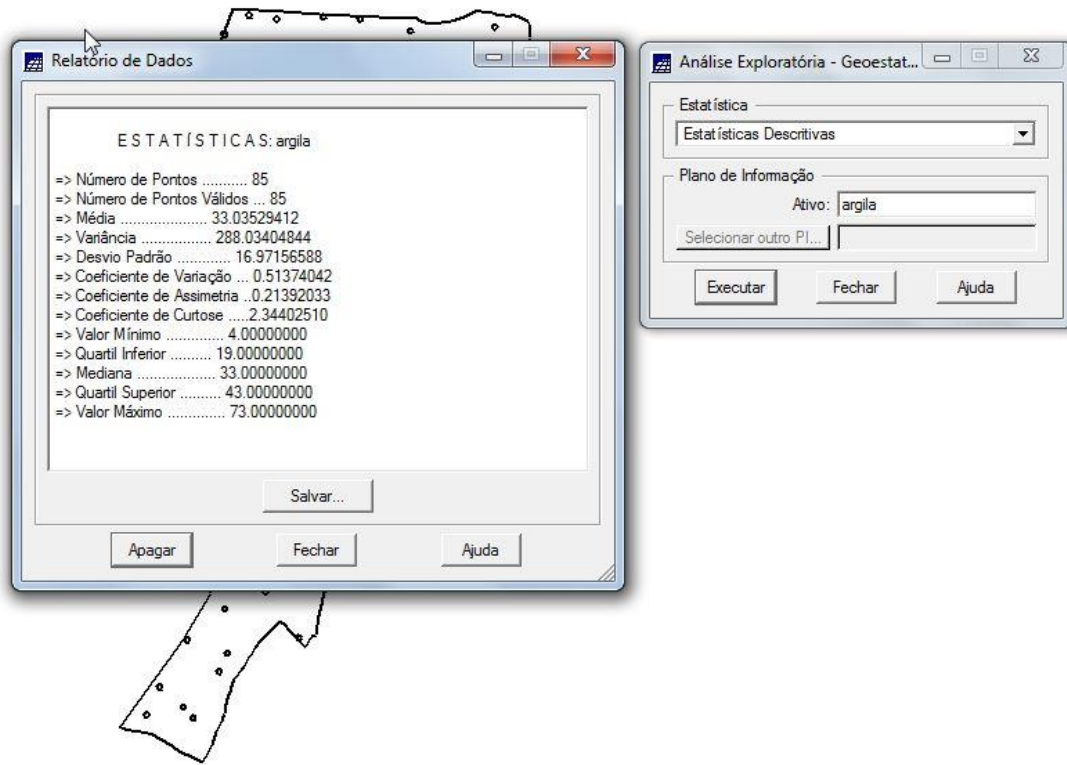 Relatório de Dados
E S T A T Í S T I C A S: argila
=> Número de Pontos ........... 85
=> Número de Pontos Válidos ... 85
=> Média ..................... 33.03529412
=> Variância ................. 288.03404844
=> Desvio Padrão ............. 16.97156588
=> Coeficiente de Variação ... 0.51374042
=> Coeficiente de Assimetria ..0.21392033
=> Coeficiente de Curtose .....2.34402510
=> Valor Mínimo .............. 4.00000000
=> Quartil Inferior .......... 19.00000000
=> Mediana ................... 33.00000000
=> Quartil Superior .......... 43.00000000
=> Valor Máximo .............. 73.00000000
Salvar...
Apagar Fechar Ajuda
Análise Exploratória - Geoestat...
Estatística
Estatísticas Descritivas
Plano de Informação
Ativo: argila
Selecionar outro PI...
Executar Fechar Ajuda